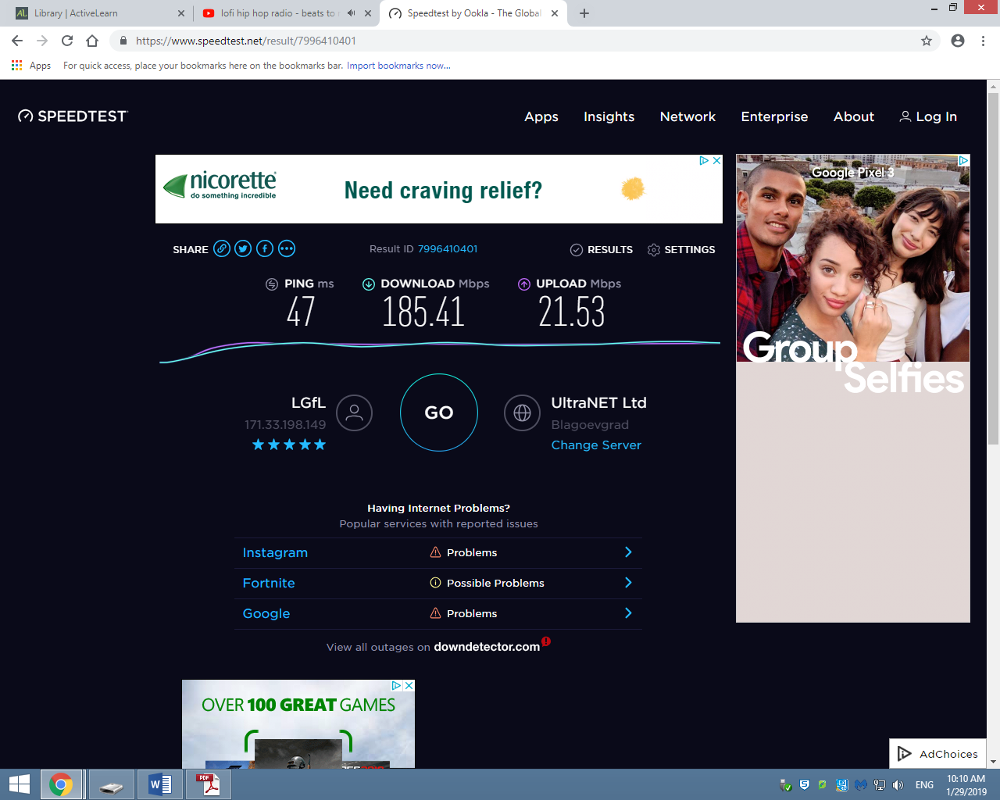 Library | ActiveLearn
lofi hip hop radio - beats to
Speedtest by Ookla - The Global
https://www.speedtest.net/result/7996410401
Apps
For quick access, place your bookmarks here on the bookmarks bar. Import bookmarks now...
SPEEDTEST
Apps Insights Network Enterprise About Log In
nicorette
do something incredible
Need craving relief?
Google Pixel 3
SHARE
Result ID 7996410401
RESULTS SETTINGS
PING ms DOWNLOAD Mbps UPLOAD Mbps
47 185.41 21.53
Group
Selfies
LGfL
171.33.198.149
GO
UltraNET Ltd
Blagoevgrad
Change Server
Having Internet Problems?
Popular services with reported issues
Instagram Problems
Fortnite Possible Problems
Google Problems
View all outages on downdetector.com
OVER 100 GREAT GAMES
AdChoices
PDF
ENG
10:10 AM
1/29/2019